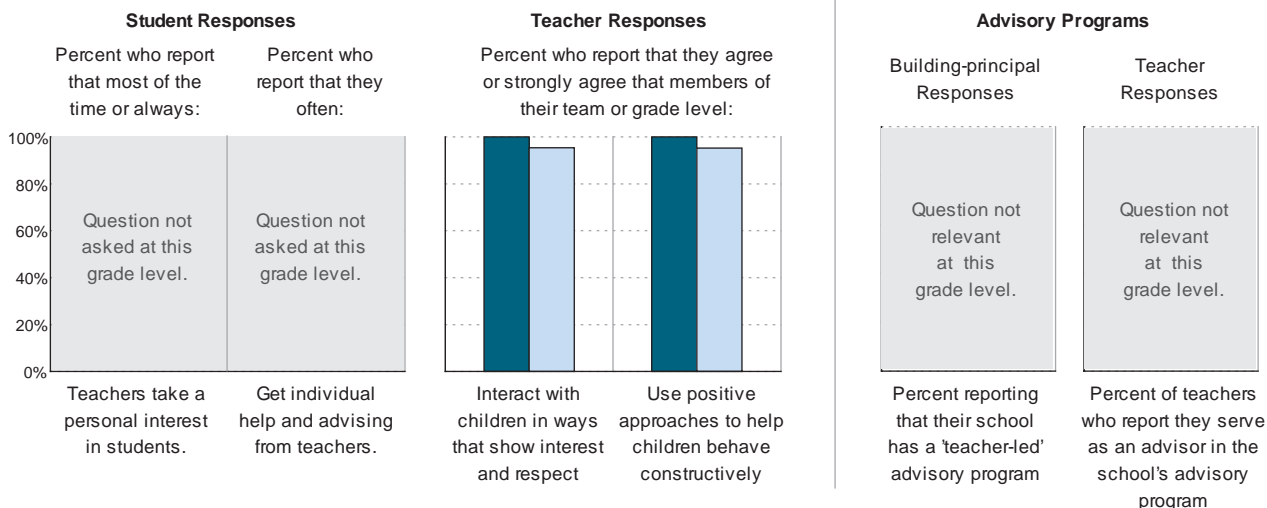 Student Responses
Percent who report
that most of the
time or always:
Percent who
report that they
often:
100%
80%
60%
40%
20%
0%
Question not
asked at this
grade level.
Question not
asked at this
grade level.
Teachers take a
personal interest
in students.
Get individual
help and advising
from teachers.
Teacher Responses
Percent who report that they agree
or strongly agree that members of
their team or grade level:
Interact with
children in ways
that show interest
and respect
Use positive
approaches to help
children behave
constructively
Advisory Programs
Building-principal
Responses
Question not
relevant
at this
grade level.
Percent reporting
that their school
has a 'teacher-led’
advisory program
Teacher
Responses
Question not
relevant
at this
grade level.
Percent of teachers
who report they serve
as an advisor in the
school’s advisory
program